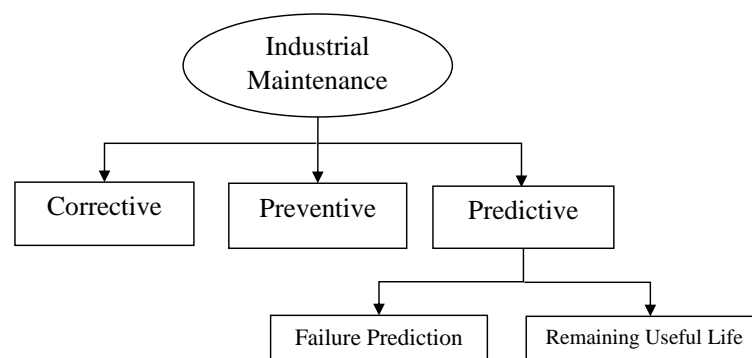 Industrial
Maintenance
Corrective
Preventive
Predictive
Failure Prediction
Remaining Useful Life